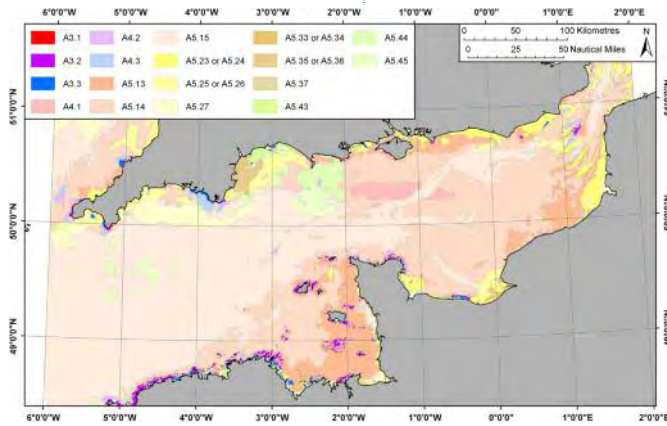 A3.1 A4.2 A5.15 A5.33 or A5.34 A5.44
A3.2 A4.3 A5.23 or A5.24 A5.35 or A5.36 A5.45
A3.3 A5.13 A5.25 or A5.26 A5.37
A4.1 A5.14 A5.27 A5.43
0 25 50 100 Kilometres
0 25 50 Nautical Miles
N
6°0'0"W 5°0'0"W 4°0'0"W 3°0'0"W 2°0'0"W 1°0'0"W 0°0'0" 1°0'0"E 2°0'0"E
51°0'0"N
50°0'0"N
49°0'0"N
6°0'0"W 5°0'0"W 4°0'0"W 3°0'0"W 2°0'0"W 1°0'0"W 0°0'0" 1°0'0"E 2°0'0"E